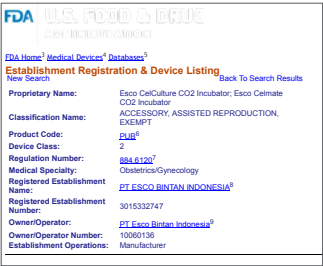 FDA U.S. FOOD & DRUG
ADMINISTRATION
FDA Home3 Medical Devices4 Databases5
Establishment Registration & Device Listing
New Search Back To Search Results
Proprietary Name: Esco CelCulture CO2 Incubator; Esco Celmate
CO2 Incubator
Classification Name: ACCESSORY, ASSISTED REPRODUCTION,
EXEMPT
Product Code: PUB6
Device Class: 2
Regulation Number: 884.61207
Medical Specialty: Obstetrics/Gynecology
Registered Establishment
Name: PT ESCO BINTAN INDONESIA8
Registered Establishment
Number: 3015332747
Owner/Operator: PT Esco Bintan Indonesia9
Owner/Operator Number: 10060136
Establishment Operations: Manufacturer